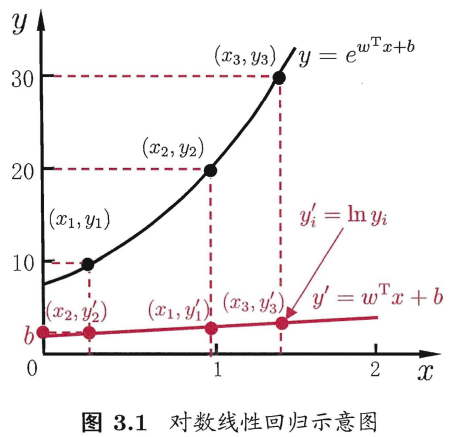 y
(x₃, y₃)
y = e^{wᵀx+b}
30
(x₂, y₂)
20
(x₁, y₁)
y′ᵢ = ln yᵢ
10
(x₂, y′₂)
(x₁, y′₁)
(x₃, y′₃)
y′ = wᵀx + b
b
0
1
2
x
图 3.1 对数线性回归示意图